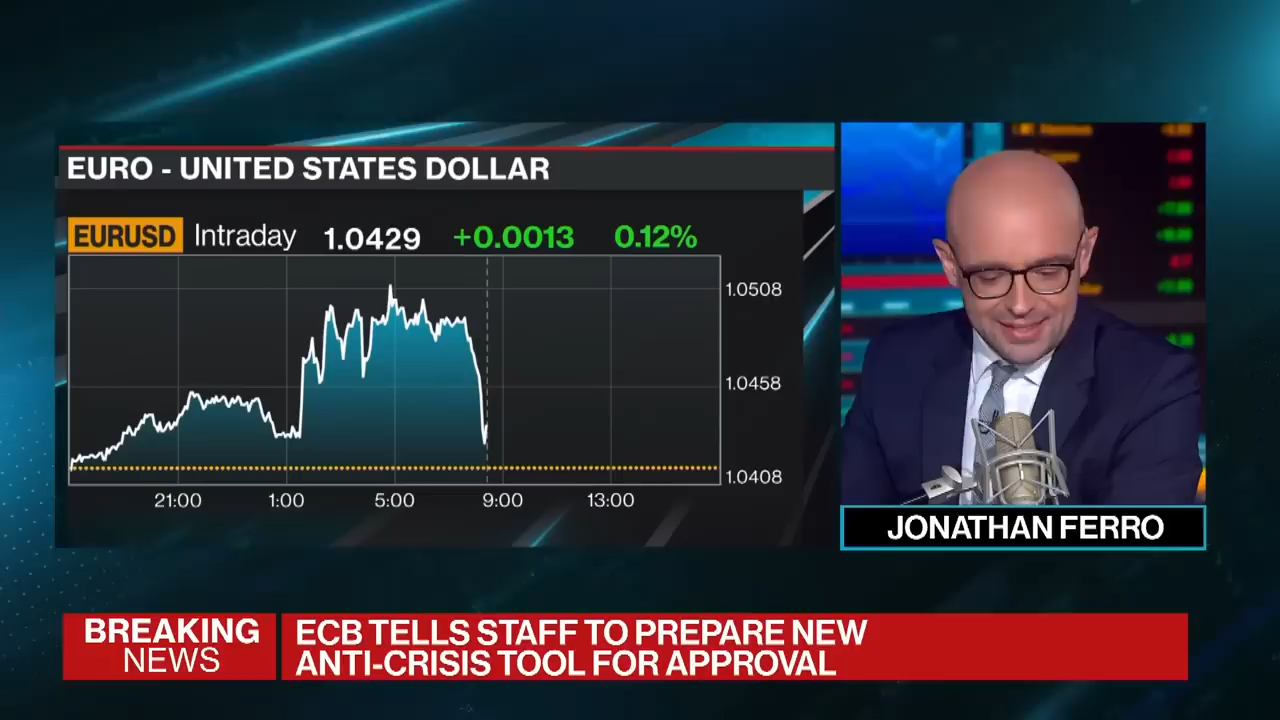 EURO - UNITED STATES DOLLAR
EURUSD Intraday 1.0429 +0.0013 0.12%
1.0508
1.0458
1.0408
21:00 1:00 5:00 9:00 13:00
JONATHAN FERRO
BREAKING NEWS
ECB TELLS STAFF TO PREPARE NEW
ANTI-CRISIS TOOL FOR APPROVAL